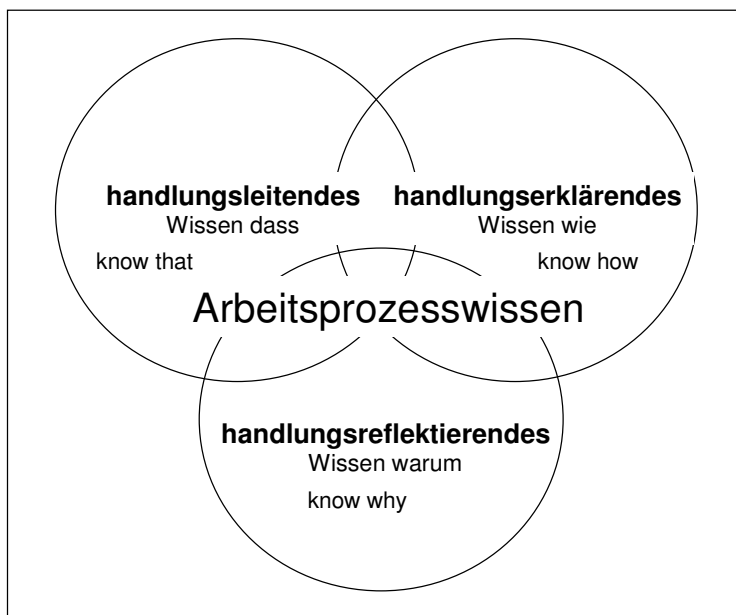 handlungsleitendes
Wissen dass
know that
handlungserklärendes
Wissen wie
know how
Arbeitsprozesswissen
handlungsreflektierendes
Wissen warum
know why